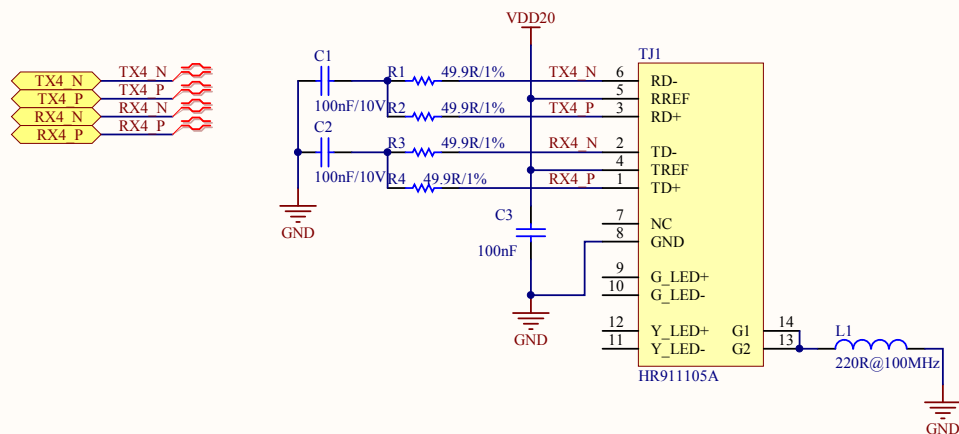 VDD20
C1
TJ1
TX4_N
TX4_N
R1
49.9R/1%
TX4_N
6
RD-
TX4_P
TX4_P
100nF/10V
R2
49.9R/1%
5
RREF
TX4_P
3
RD+
RX4_N
RX4_N
C2
RX4_P
RX4_P
R3
49.9R/1%
RX4_N
2
TD-
100nF/10V
4
TREF
R4
49.9R/1%
RX4_P
1
TD+
GND
C3
7
NC
100nF
8
GND
9
G_LED+
10
G_LED-
GND
12
Y_LED+
G1
14
L1
11
Y_LED-
G2
13
220R@100MHz
HR911105A
GND